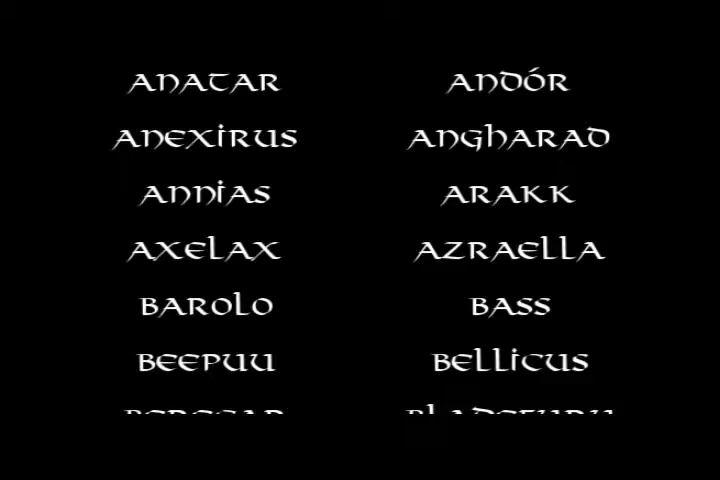 ANATAR ANDÓR
ANEXIRUS ANGHARAD
ANNIAS ARAKK
AXELAX AZRAELLA
BAROLO BASS
BEEPUU BELLICUS